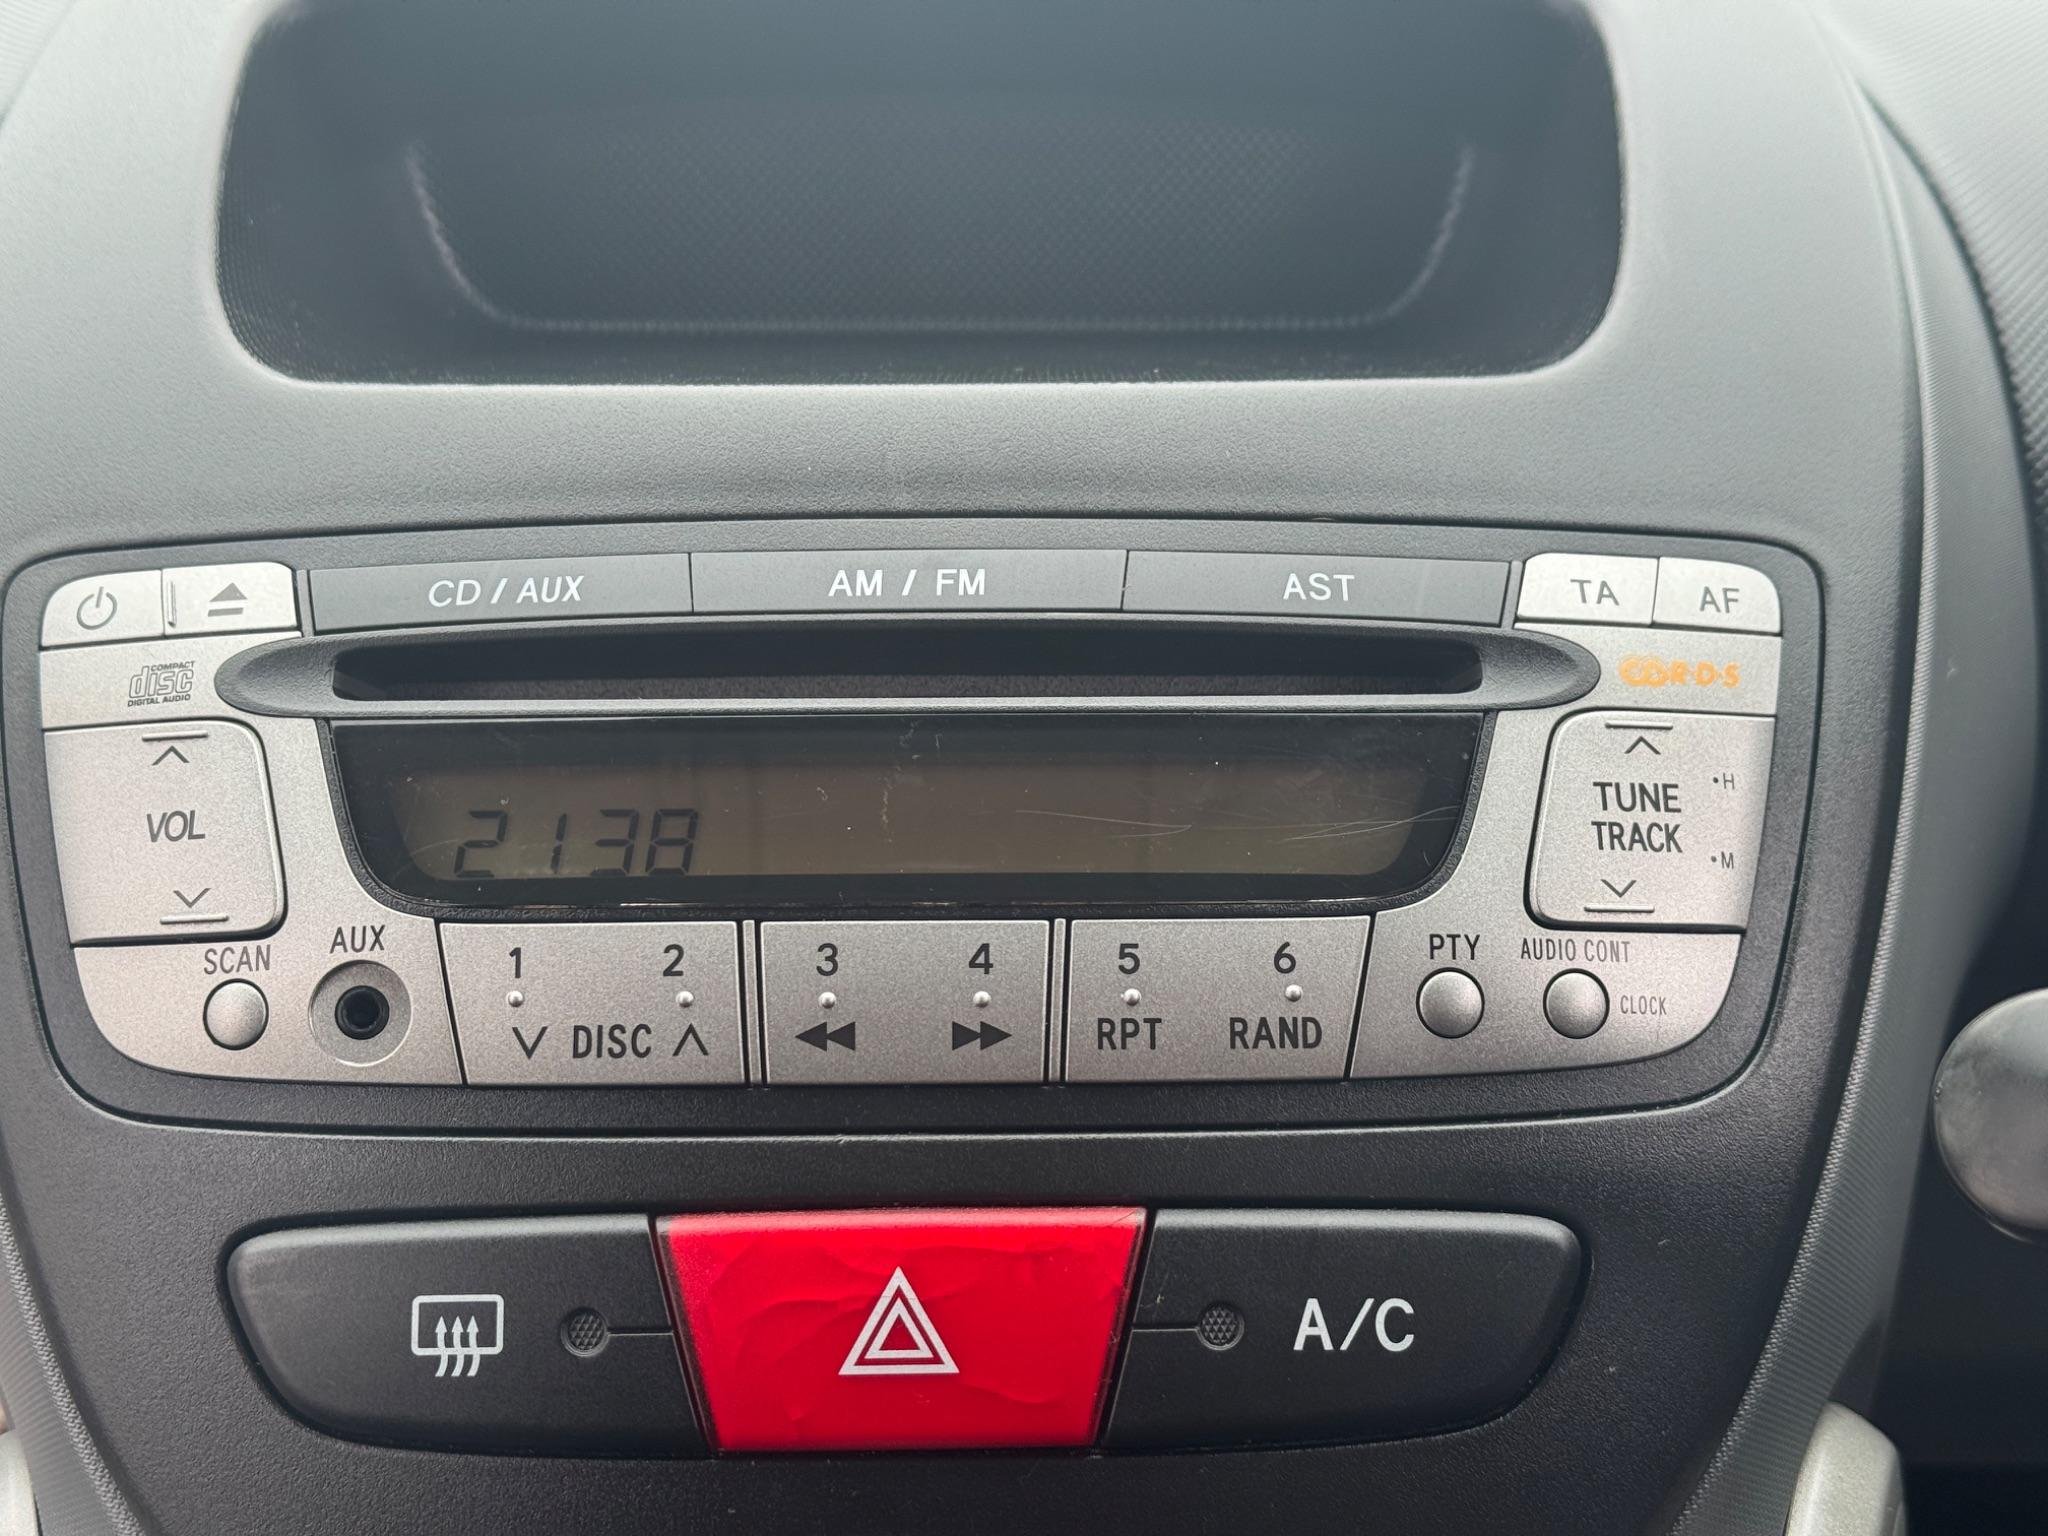 CD / AUX AM / FM AST TA AF
COMPACT
disc
DIGITAL AUDIO
R·D·S
2138
VOL
TUNE
TRACK
•H
•M
SCAN AUX 1 2 3 4 5 6 PTY AUDIO CONT
DISC RPT RAND CLOCK
A/C